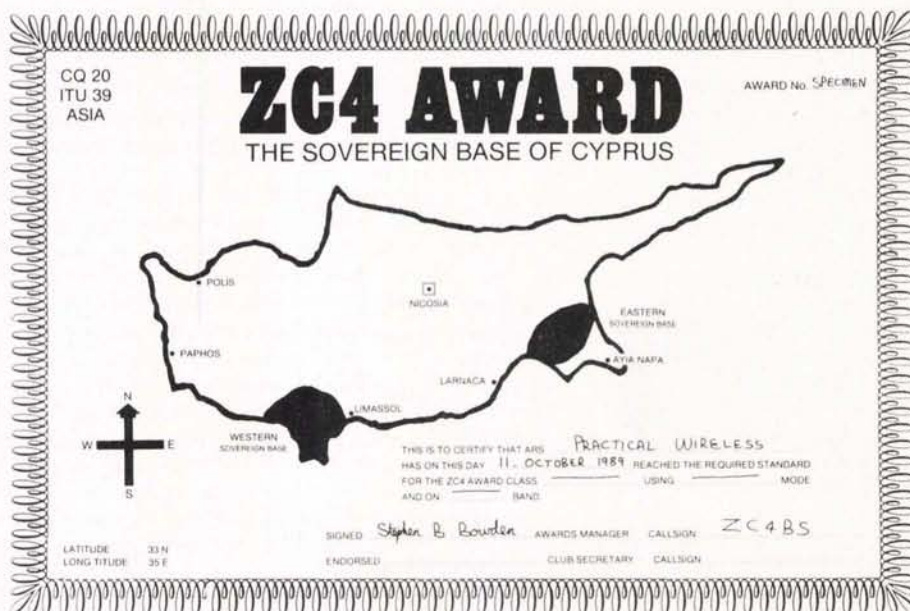 CQ 20
ITU 39
ASIA
ZC4 AWARD
AWARD No. SPECIMEN
THE SOVEREIGN BASE OF CYPRUS
POLIS
NICOSIA
EASTERN
SOVEREIGN BASE
PAPHOS
AYIA NAPA
LARNACA
LIMASSOL
WESTERN
SOVEREIGN BASE
N
W E
S
THIS IS TO CERTIFY THAT ARS PRACTICAL WIRELESS
HAS ON THIS DAY 11. OCTOBER 1989 REACHED THE REQUIRED STANDARD
FOR THE ZC4 AWARD CLASS USING MODE
AND ON BAND
SIGNED Stephen B Bowden AWARDS MANAGER CALLSIGN ZC4BS
LATITUDE 33 N
LONG TITUDE 35 E
ENDORSED CLUB SECRETARY CALLSIGN